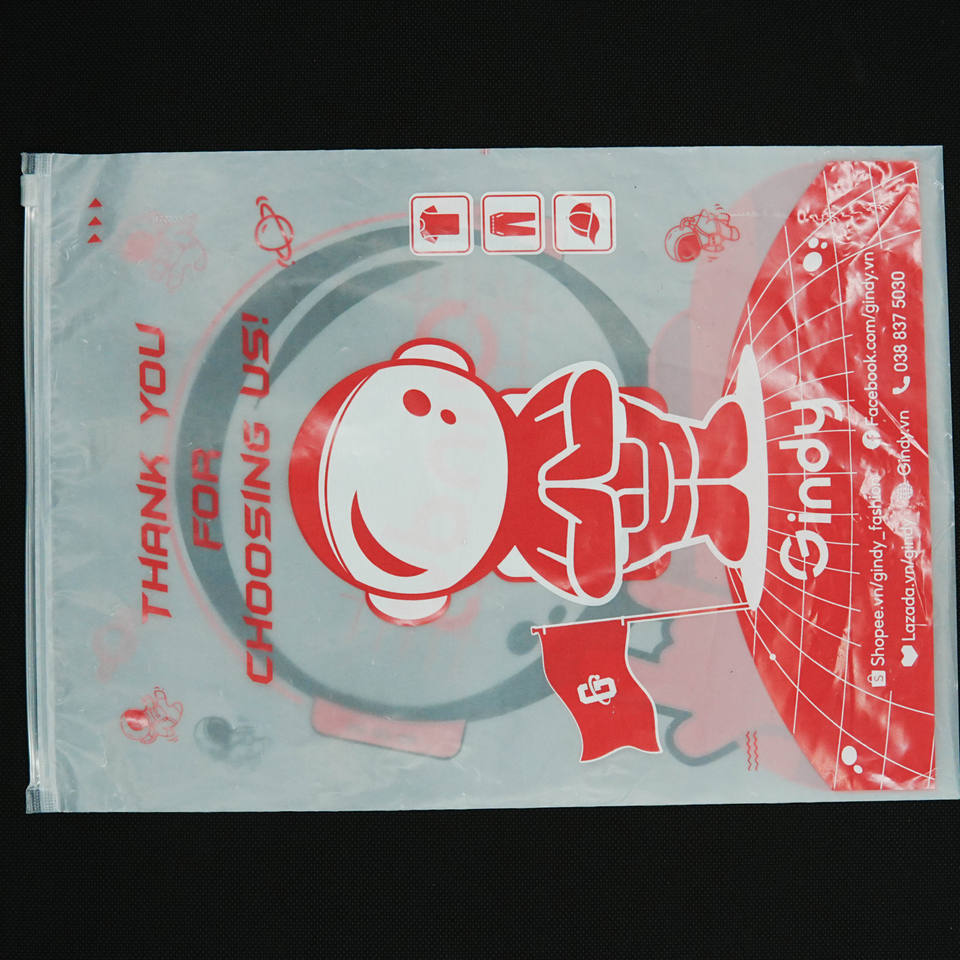 THANK YOU
FOR
CHOOSING US!
G
Gindy
Shopee.vn/gindy_fashion Facebook.com/gindy.vn
Lazada.vn/gindy Gindy.vn 038 837 5030